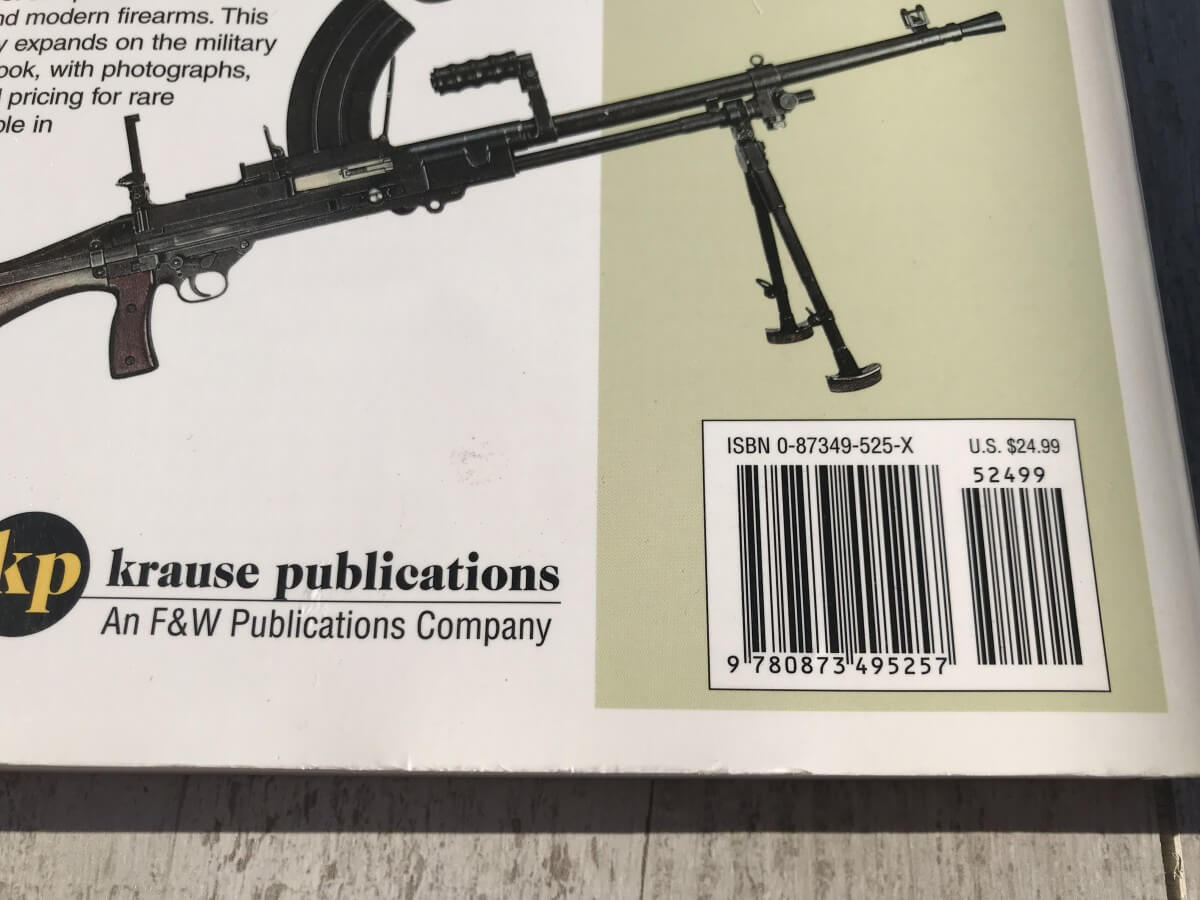 nd modern firearms. This
y expands on the military
ook, with photographs,
pricing for rare
ble in
ISBN 0-87349-525-X
U.S. $24.99
52499
9 780873 495257
kp
krause publications
An F&W Publications Company